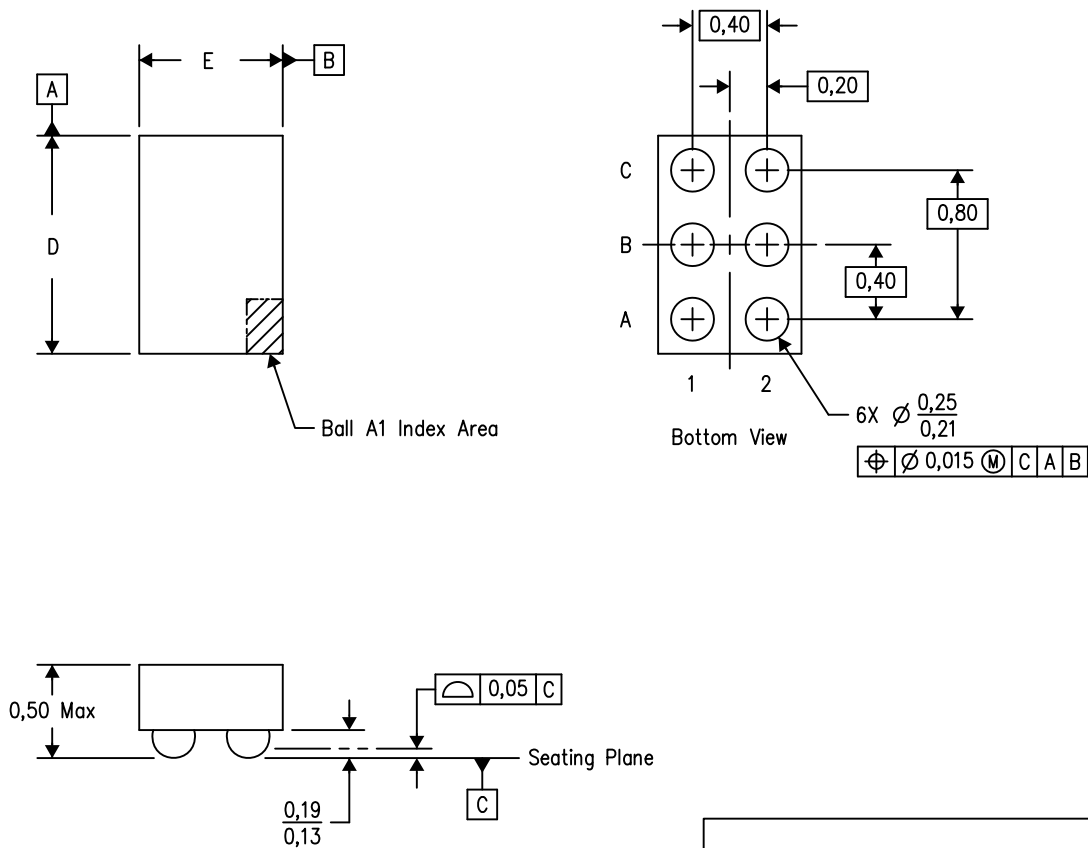 0,40
E
B
A
0,20
C
0,80
D
B
0,40
A
1 2
6X Ø 0,25
0,21
Ball A1 Index Area
Bottom View
⌖ Ø 0,015 Ⓜ C A B
0,05 C
0,50 Max
Seating Plane
C
0,19
0,13